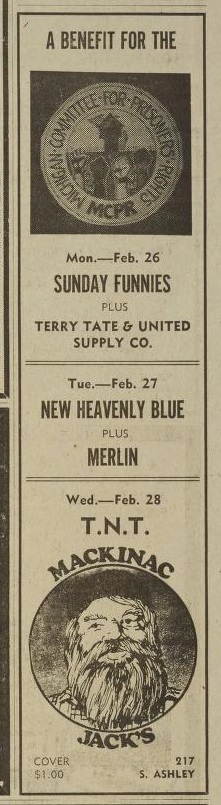 A BENEFIT FOR THE
MICHIGAN COMMITTEE FOR PRISONERS' RIGHTS
MCPR
Mon.—Feb. 26
SUNDAY FUNNIES
PLUS
TERRY TATE & UNITED
SUPPLY CO.
Tue.—Feb. 27
NEW HEAVENLY BLUE
PLUS
MERLIN
Wed.—Feb. 28
T.N.T.
MACKINAC
JACK'S
COVER
$1.00
217
S. ASHLEY